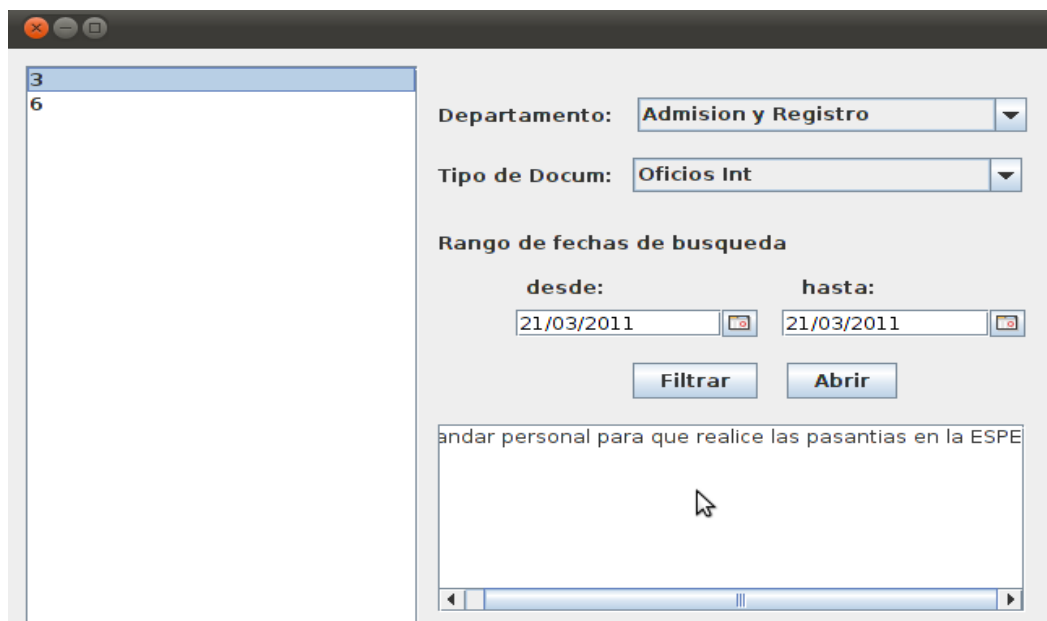 3
6
Departamento: Admision y Registro
Tipo de Docum: Oficios Int
Rango de fechas de busqueda
desde: hasta:
21/03/2011 21/03/2011
Filtrar Abrir
andar personal para que realice las pasantias en la ESPE